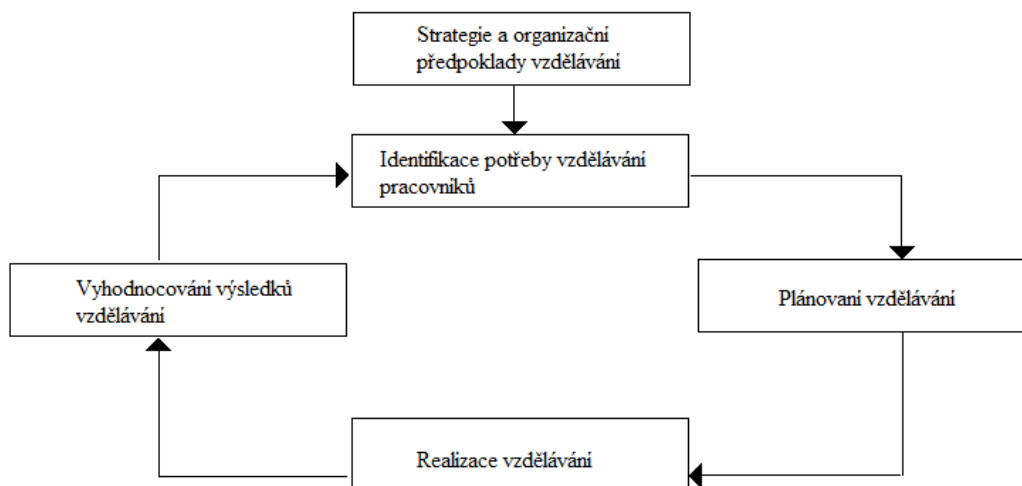 Strategie a organizační
předpoklady vzdělávání
Identifikace potřeby vzdělávání
pracovníků
Vyhodnocování výsledků
vzdělávání
Plánovaní vzdělávání
Realizace vzdělávání